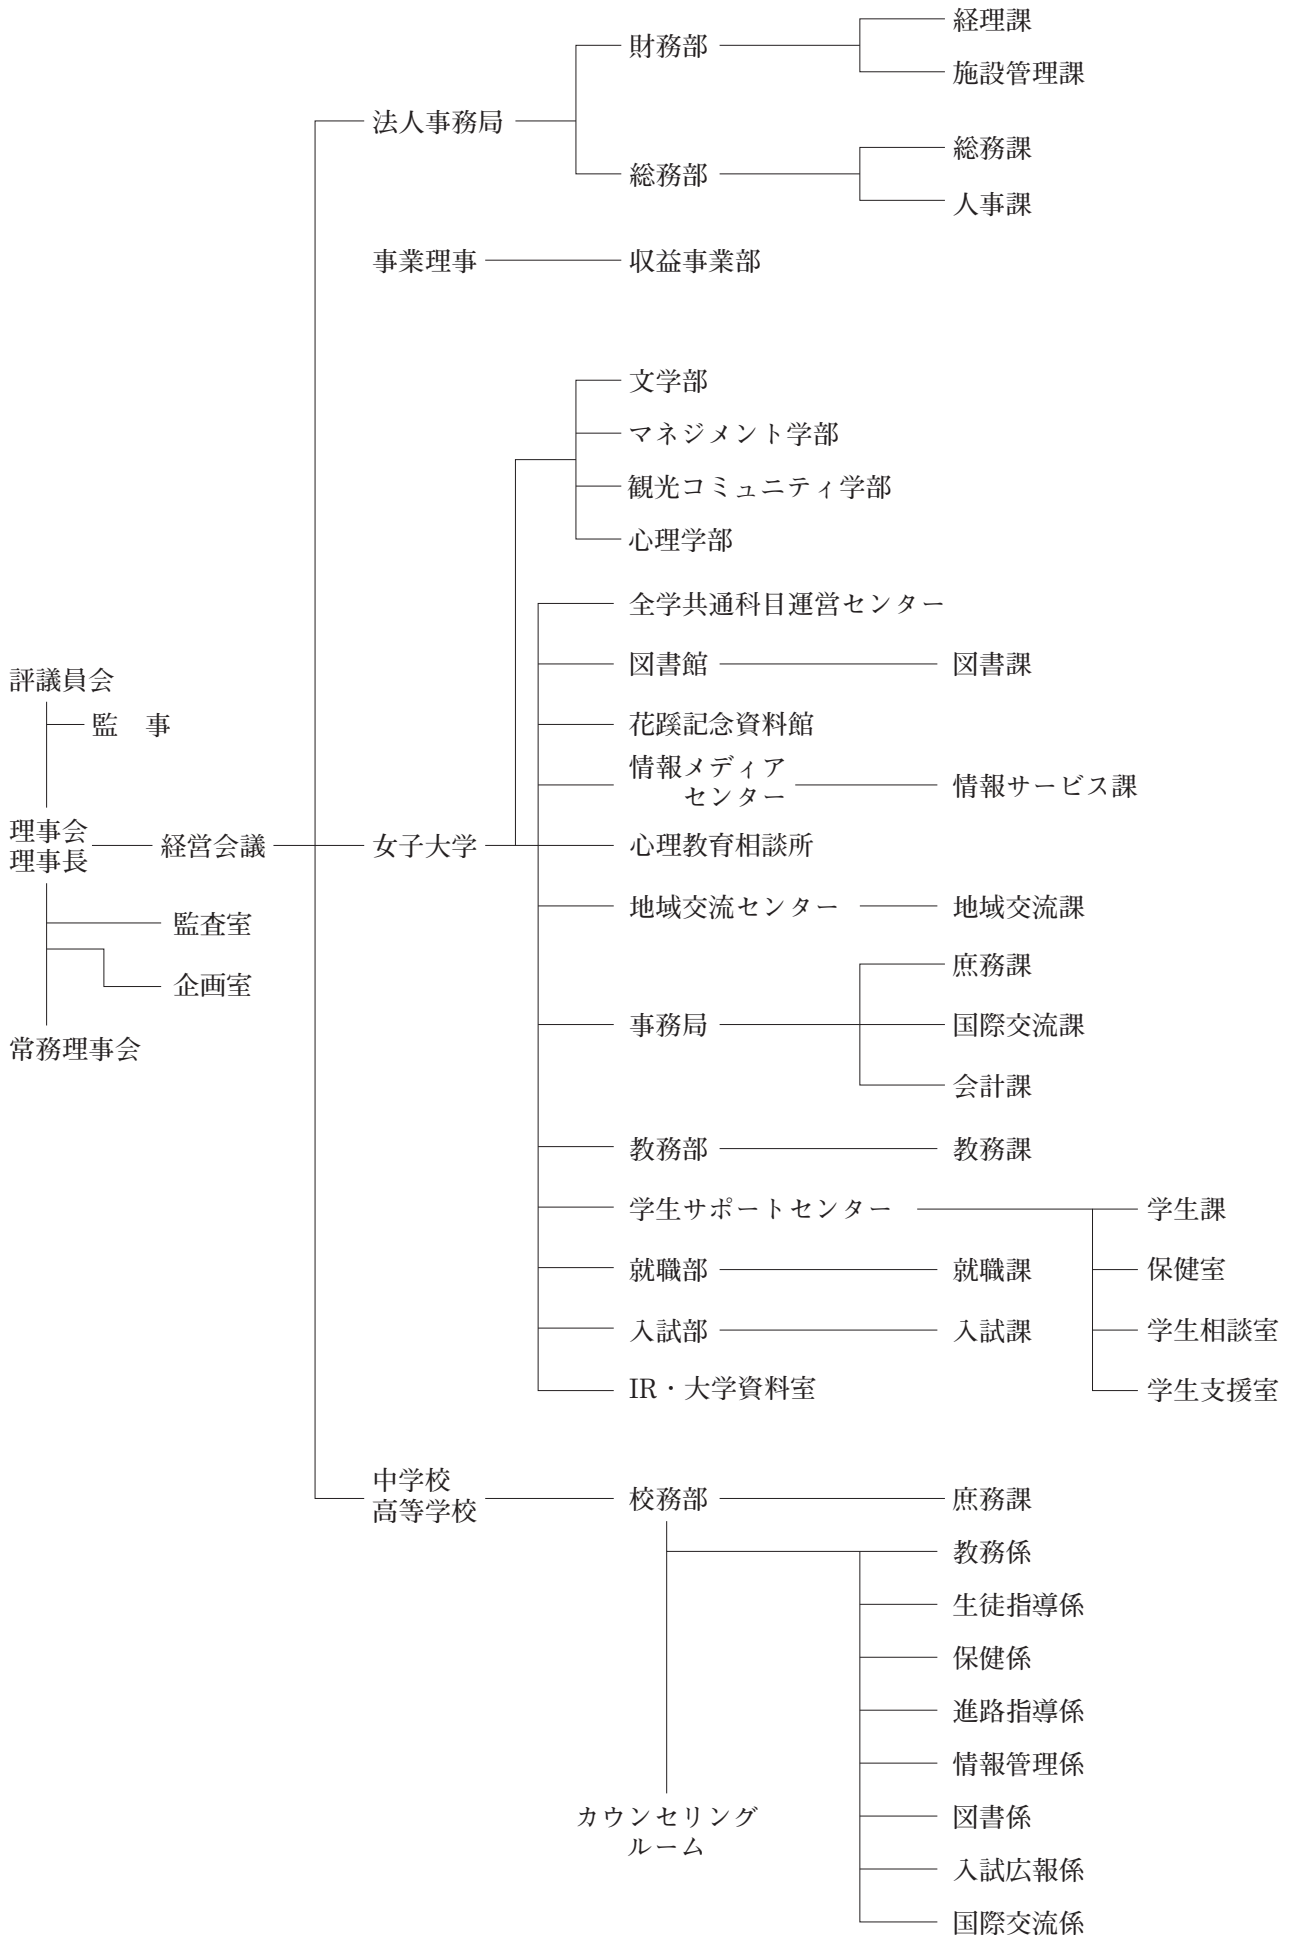 経理課
財務部
施設管理課
法人事務局
総務課
総務部
人事課
事業理事
収益事業部
文学部
マネジメント学部
観光コミュニティ学部
心理学部
全学共通科目運営センター
図書館
図書課
花蹊記念資料館
情報メディア
センター
情報サービス課
評議員会
監　事
理事会
理事長
経営会議
女子大学
心理教育相談所
監査室
企画室
常務理事会
地域交流センター
地域交流課
庶務課
事務局
国際交流課
会計課
教務部
教務課
学生サポートセンター
学生課
就職部
就職課
保健室
入試部
入試課
学生相談室
IR・大学資料室
学生支援室
中学校
高等学校
校務部
庶務課
教務係
生徒指導係
保健係
進路指導係
情報管理係
図書係
カウンセリング
ルーム
入試広報係
国際交流係